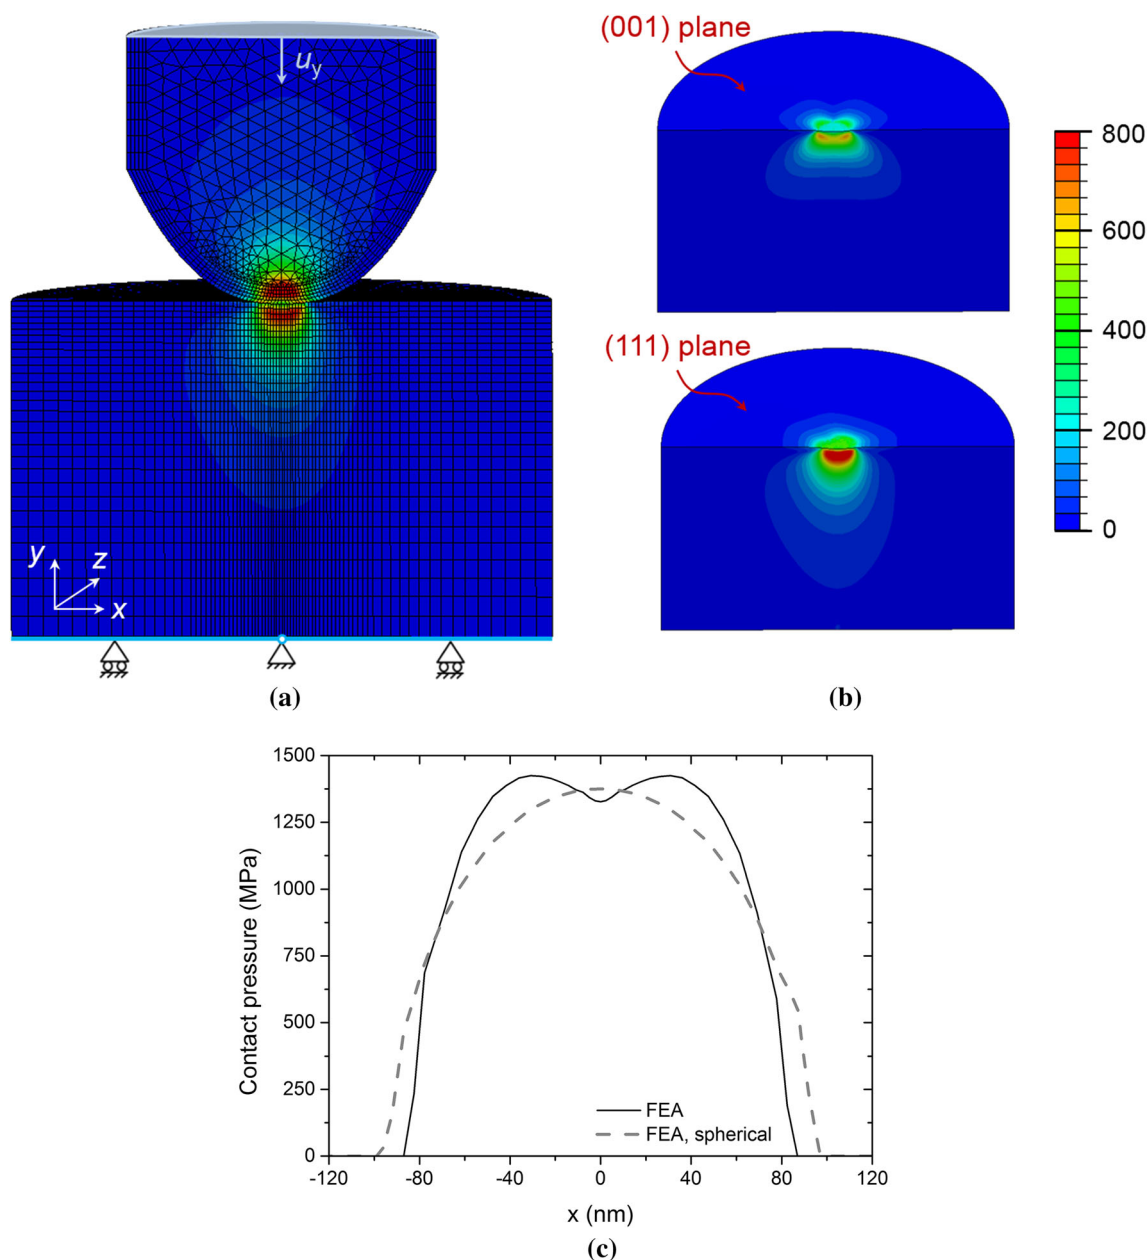 u_y
y
z
x
(a)
(001) plane
(111) plane
800
600
400
200
0
(b)
1500
1250
1000
750
500
250
0
Contact pressure (MPa)
FEA
FEA, spherical
-120 -80 -40 0 40 80 120
x (nm)
(c)